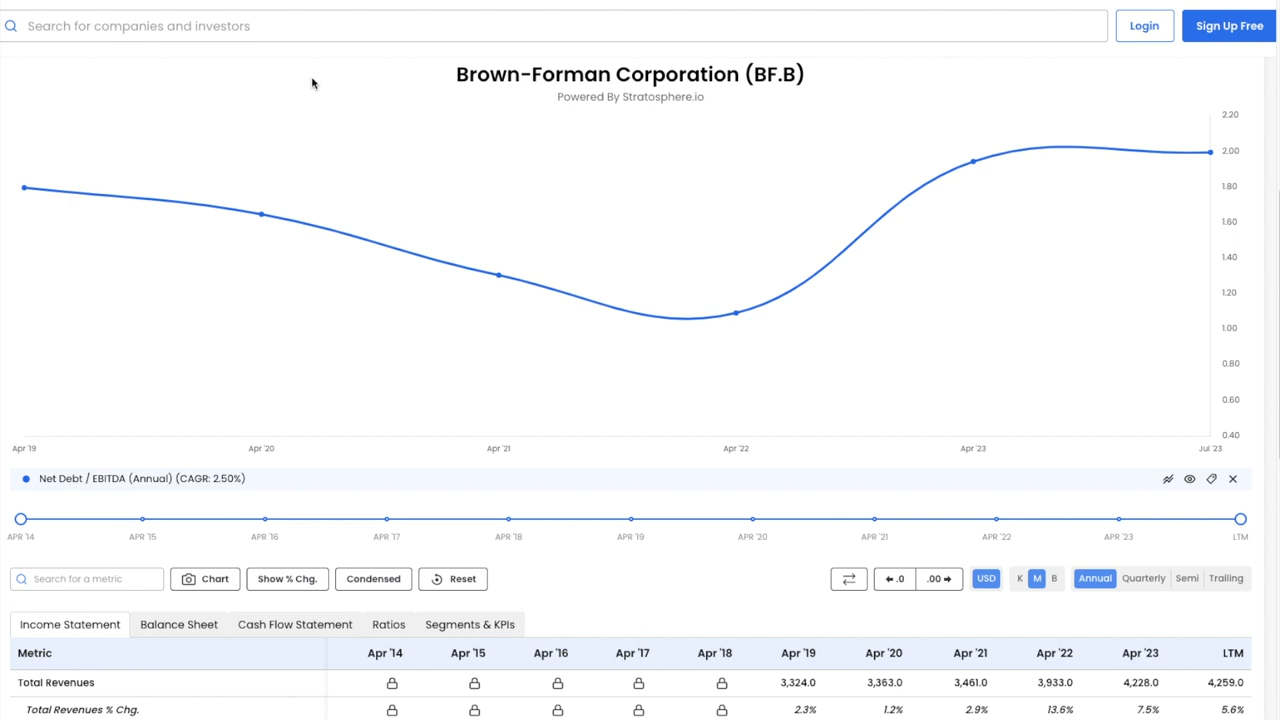 Search for companies and investors Login Sign Up Free
Brown-Forman Corporation (BF.B)
Powered By Stratosphere.io
2.20
2.00
1.80
1.60
1.40
1.20
1.00
0.80
0.60
0.40
Apr '19 Apr '20 Apr '21 Apr '22 Apr '23 Jul '23
Net Debt / EBITDA (Annual) (CAGR: 2.50%)
APR '14 APR '15 APR '16 APR '17 APR '18 APR '19 APR '20 APR '21 APR '22 APR '23 LTM
Search for a metric Chart Show % Chg. Condensed Reset .0 .00 USD K M B Annual Quarterly Semi Trailing
Income Statement Balance Sheet Cash Flow Statement Ratios Segments & KPIs
Metric Apr '14 Apr '15 Apr '16 Apr '17 Apr '18 Apr '19 Apr '20 Apr '21 Apr '22 Apr '23 LTM
Total Revenues 3,324.0 3,363.0 3,461.0 3,933.0 4,228.0 4,259.0
Total Revenues % Chg. 2.3% 1.2% 2.9% 13.6% 7.5% 5.6%